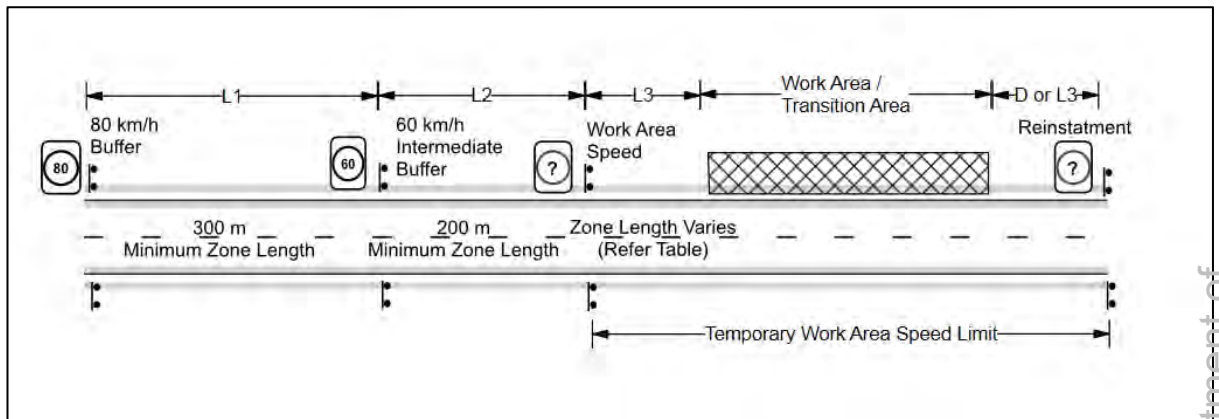 L1
L2
L3
Work Area /
Transition Area
D or L3
80 km/h
Buffer
60 km/h
Intermediate
Buffer
Work Area
Speed
Reinstatment
80
60
?
?
300 m
Minimum Zone Length
200 m
Minimum Zone Length
Zone Length Varies
(Refer Table)
Temporary Work Area Speed Limit
tment of